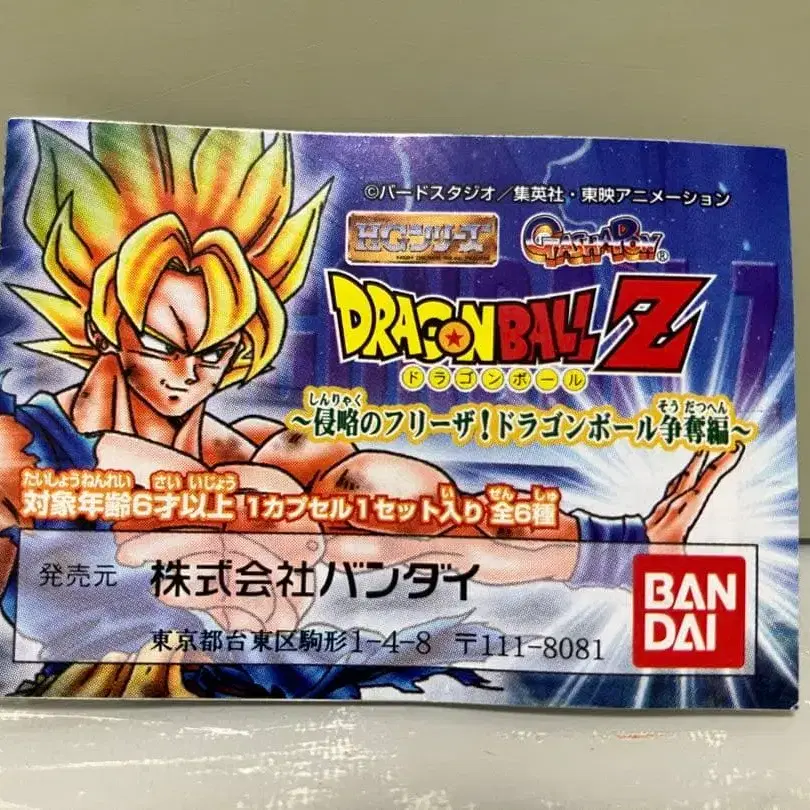 ©バードスタジオ／集英社・東映アニメーション
HGシリーズ
GASHAPON®
DRAGON BALL Z
ドラゴンボール
しんりゃく そうだつへん
～侵略のフリーザ！ドラゴンボール争奪編～
たいしょうねんれい さい いじょう い ぜん しゅ
対象年齢6才以上 1カプセル1セット入り 全6種
発売元 株式会社バンダイ
東京都台東区駒形1-4-8 〒111-8081
BAN
DAI